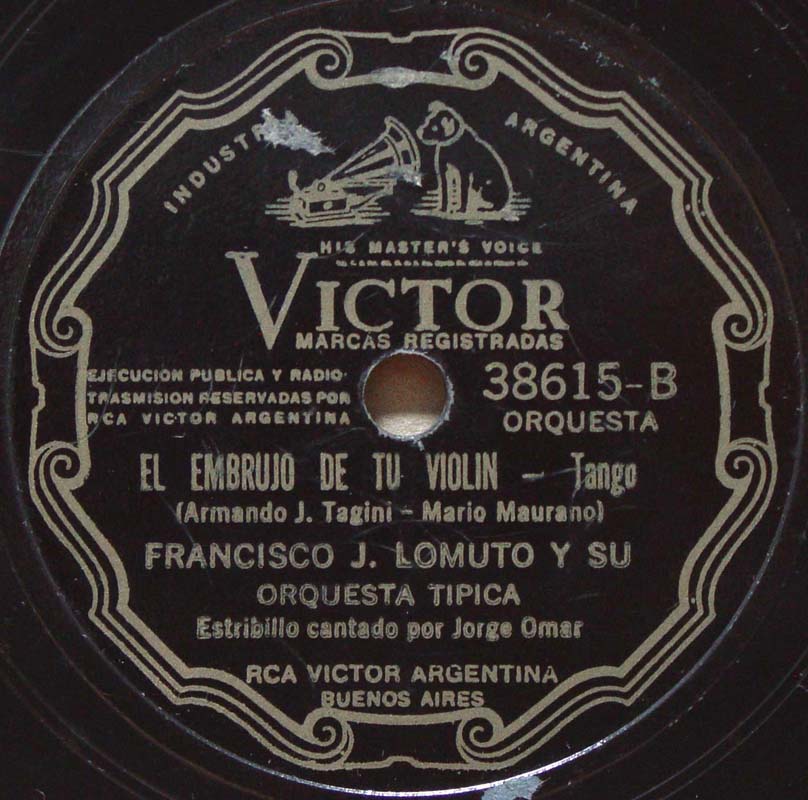 INDUSTRI
ARGENTINA
HIS MASTER'S VOICE
VICTOR
MARCAS REGISTRADAS
EJECUCION PUBLICA Y RADIO-
TRASMISION RESERVADAS POR
RCA VICTOR ARGENTINA
38615-B
ORQUESTA
EL EMBRUJO DE TU VIOLIN - Tango
(Armando J. Tagini - Mario Maurano)
FRANCISCO J. LOMUTO Y SU
ORQUESTA TIPICA
Estribillo cantado por Jorge Omar
RCA VICTOR ARGENTINA
BUENOS AIRES